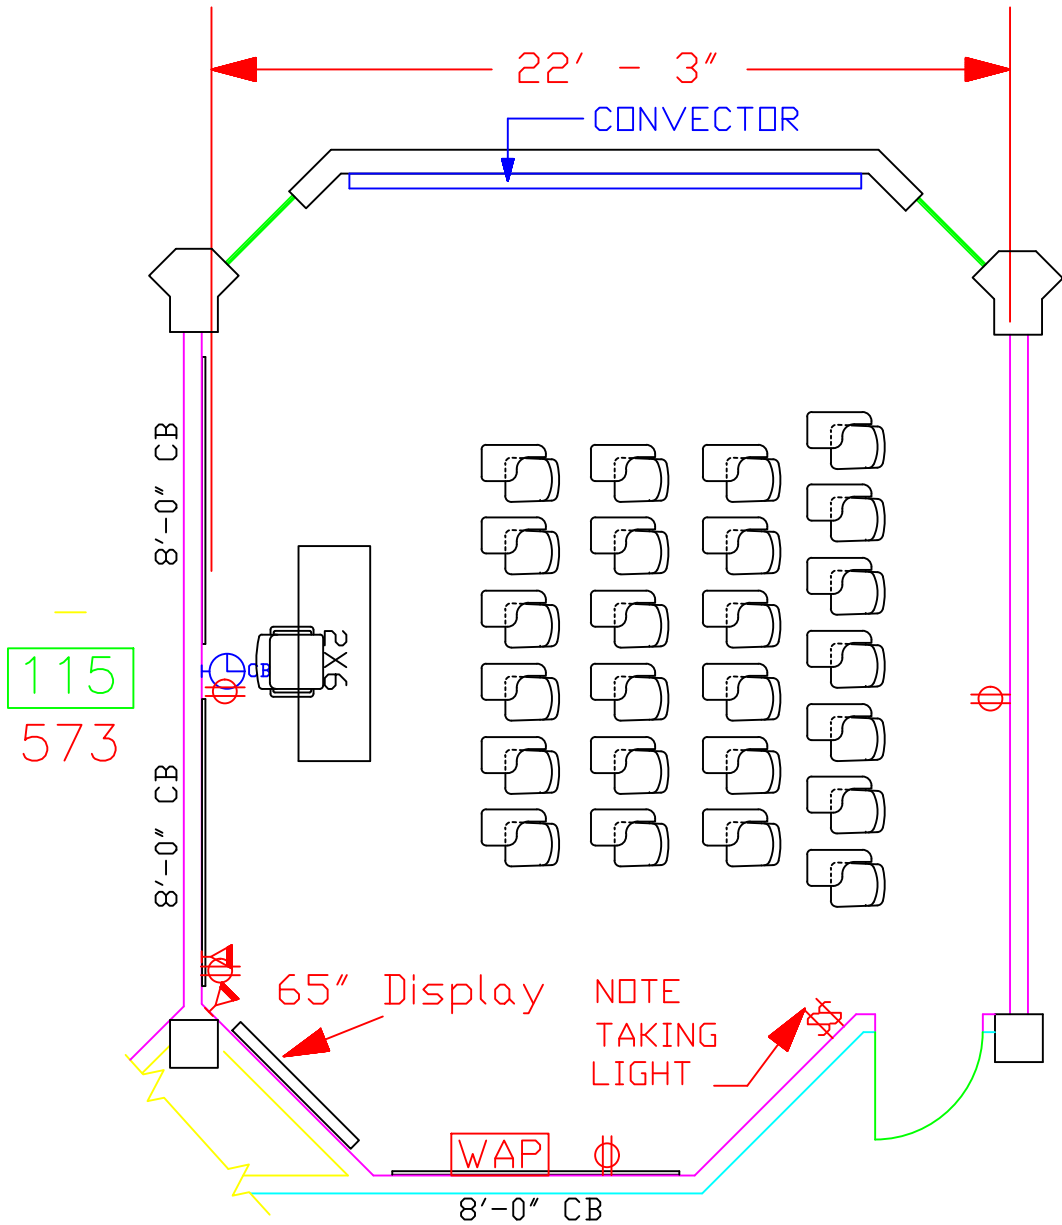 22' - 3"
CONVECTOR
8'-0" CB
2X6
CB
115
573
8'-0" CB
65" Display
NOTE
TAKING
LIGHT
WAP
8'-0" CB